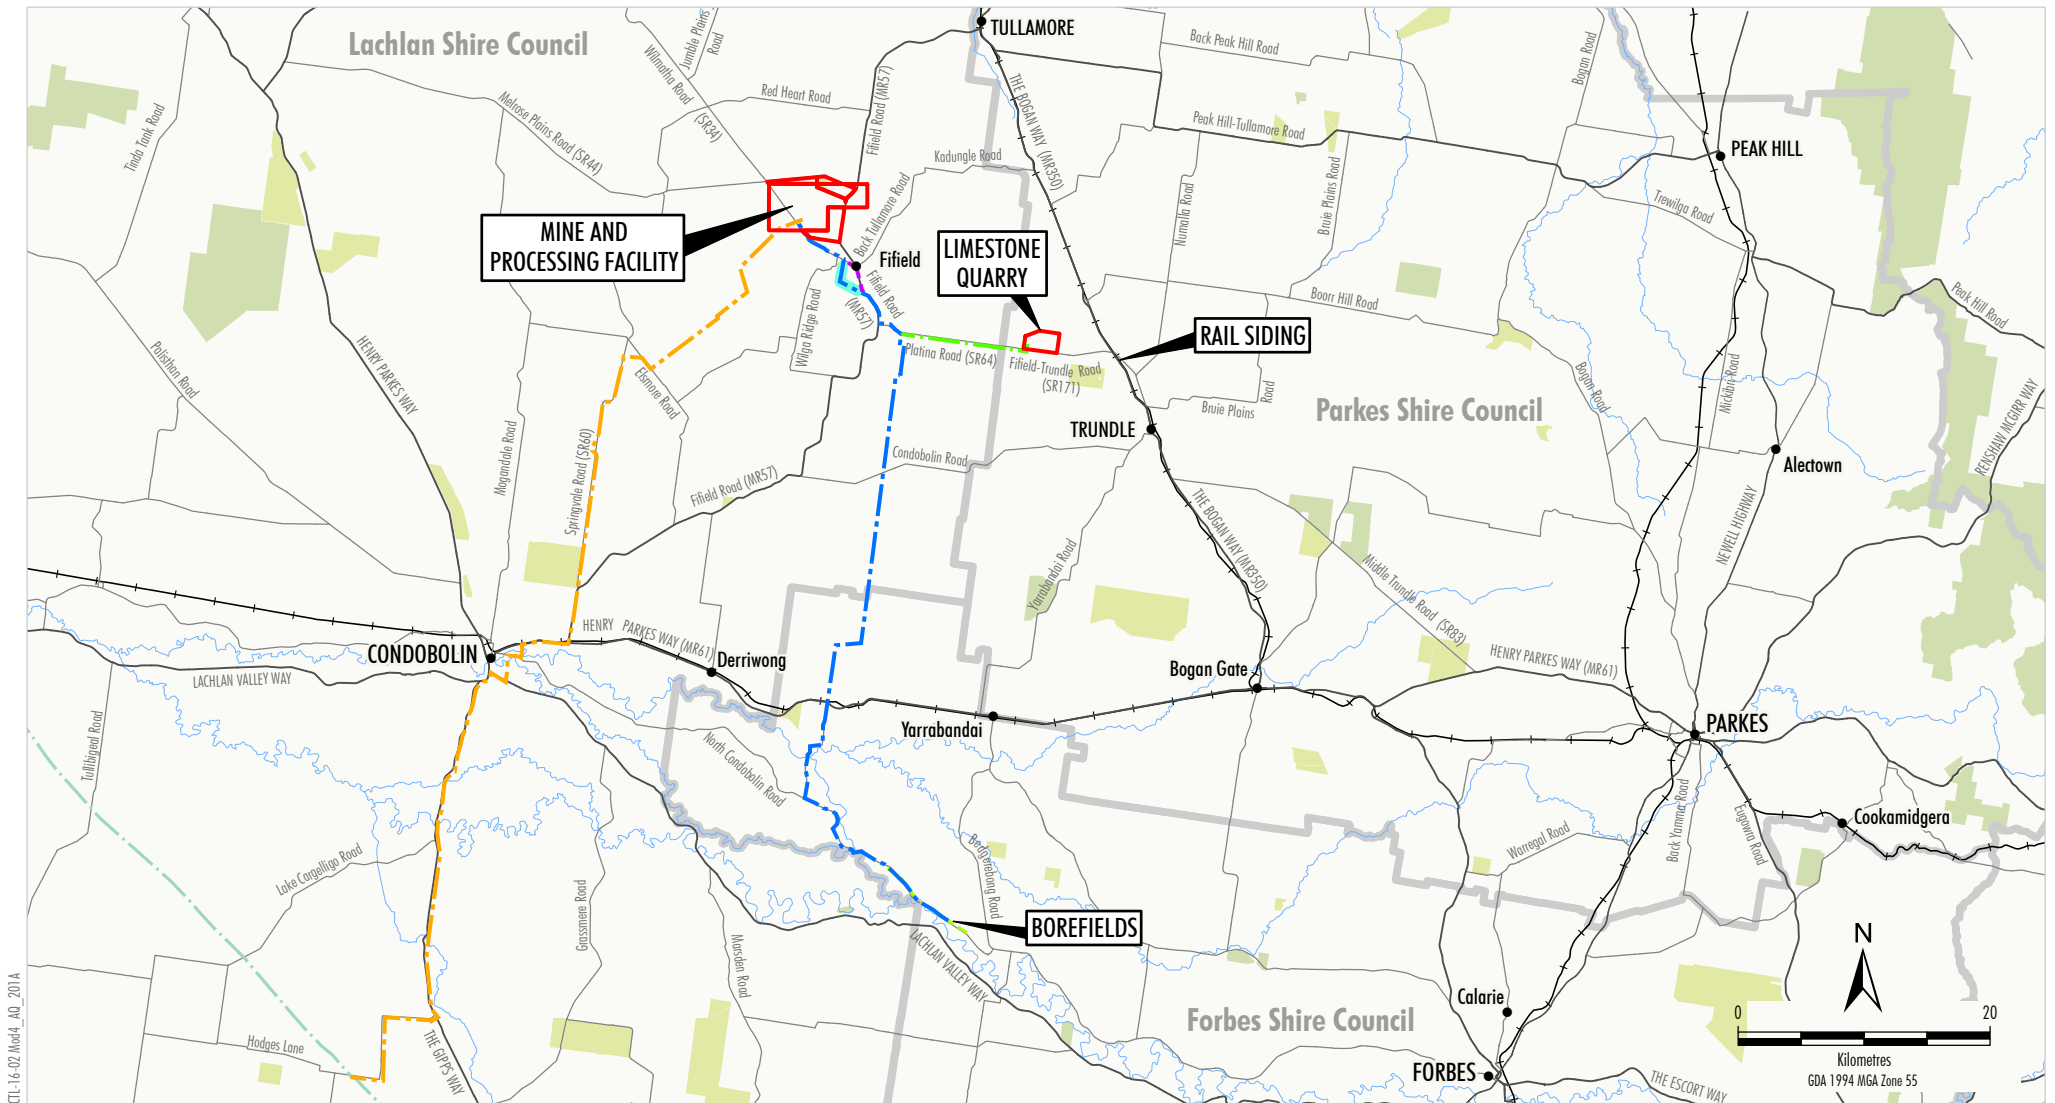 Lachlan Shire Council
TULLAMORE
Jumble Plains
Road
Wilmatha Road
(SR34)
Back Peak Hill Road
Bogan Road
Red Heart Road
Fifield Road (MR57)
THE BOGAN WAY (MR350)
Melrose Plains Road (SR44)
Tinda Tank Road
Peak Hill-Tullamore Road
PEAK HILL
Kadungle Road
Back Tullamore Road
Numalla Road
Bruie Plains Road
Trewilga Road
MINE AND
PROCESSING FACILITY
Fifield
LIMESTONE
QUARRY
Fifield Road
(MR57)
Wilga Ridge Road
Boorr Hill Road
Peak Hill Road
HENRY PARKES WAY
Palisthan Road
RAIL SIDING
Platina Road (SR64)
Fifield-Trundle Road
(SR171)
Elsmore Road
Bogan Road
Mickibri Road
Bruie Plains
Road
Parkes Shire Council
RENSHAW MCGIRR WAY
TRUNDLE
Mogandale Road
Springvale Road (SR60)
Condobolin Road
Fifield Road (MR57)
Alectown
THE BOGAN WAY (MR350)
NEWELL HIGHWAY
Yarrabandai Road
Middle Trundle Road (SR83)
HENRY
PARKES WAY (MR61)
CONDOBOLIN
Derriwong
LACHLAN VALLEY WAY
Bogan Gate
HENRY PARKES WAY (MR61)
Yarrabandai
PARKES
Tullibigeal Road
North Condobolin Road
Back Yamma Road
Eugowra Road
Cookamidgera
Warregal Road
Bedgerebong Road
Lake Cargelligo Road
Grassmere Road
Marsden Road
BOREFIELDS
LACHLAN VALLEY WAY
N
Calarie
Forbes Shire Council
0
20
Kilometres
GDA 1994 MGA Zone 55
Hodges Lane
THE GIPPS WAY
FORBES
THE ESCORT WAY
CTL-16-02 Mod4_AQ_201A